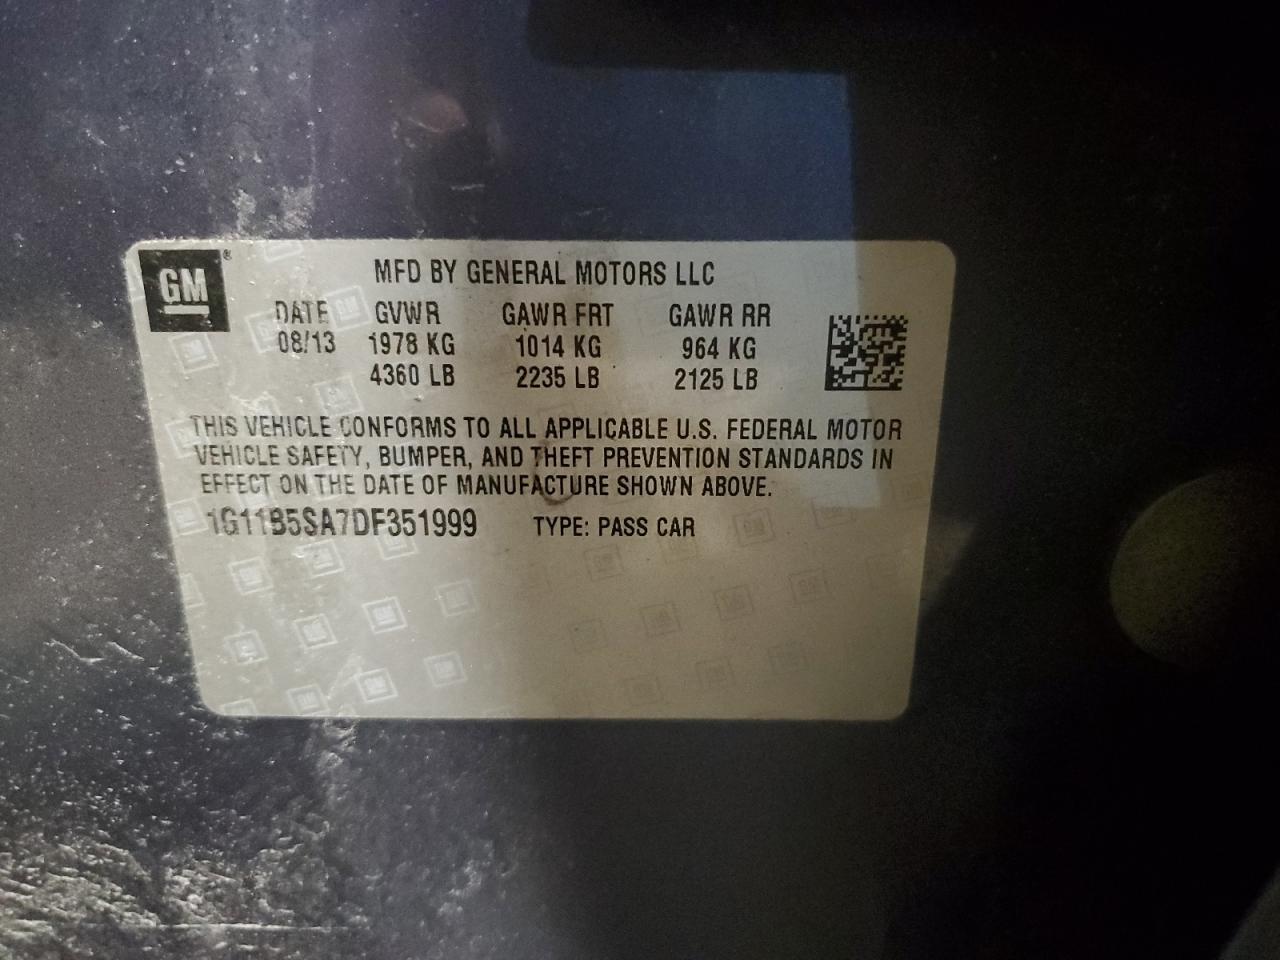 GM®
MFD BY GENERAL MOTORS LLC
DATE GVWR GAWR FRT GAWR RR
08/13 1978 KG 1014 KG 964 KG
4360 LB 2235 LB 2125 LB
THIS VEHICLE CONFORMS TO ALL APPLICABLE U.S. FEDERAL MOTOR
VEHICLE SAFETY, BUMPER, AND THEFT PREVENTION STANDARDS IN
EFFECT ON THE DATE OF MANUFACTURE SHOWN ABOVE.
1G11B5SA7DF351999 TYPE: PASS CAR